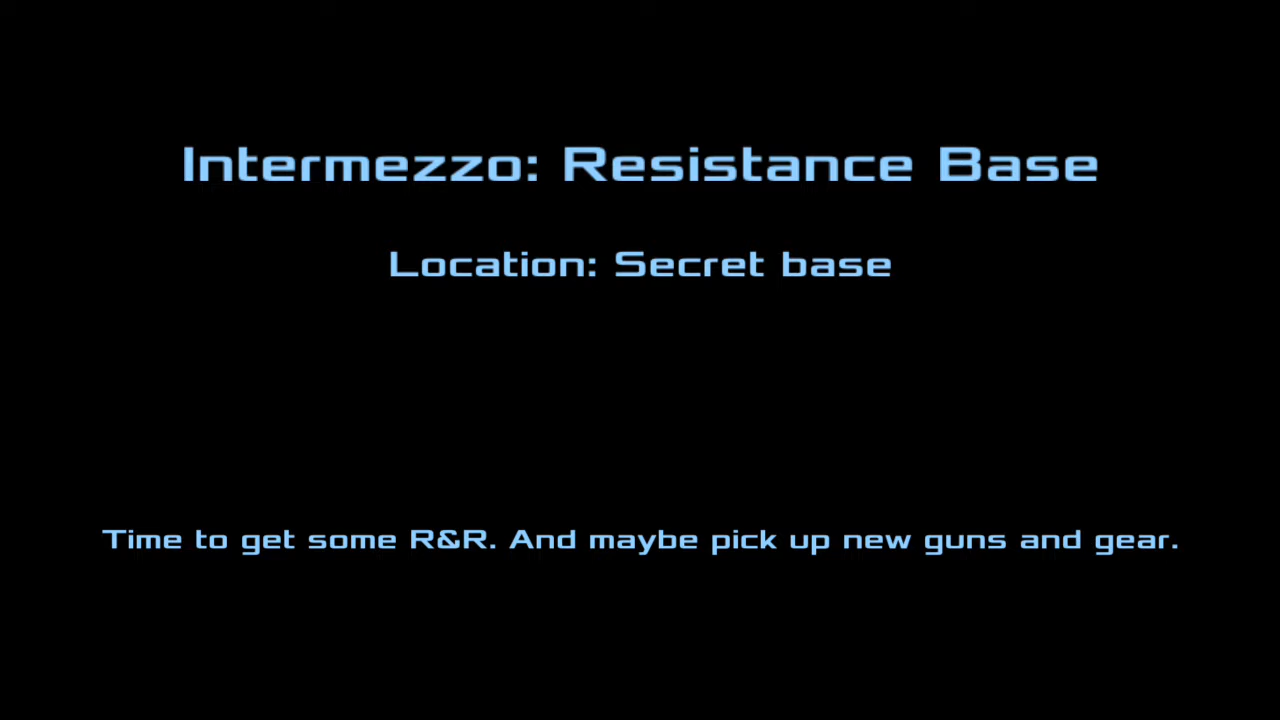 Intermezzo: Resistance Base
Location: Secret base
Time to get some R&R. And maybe pick up new guns and gear.